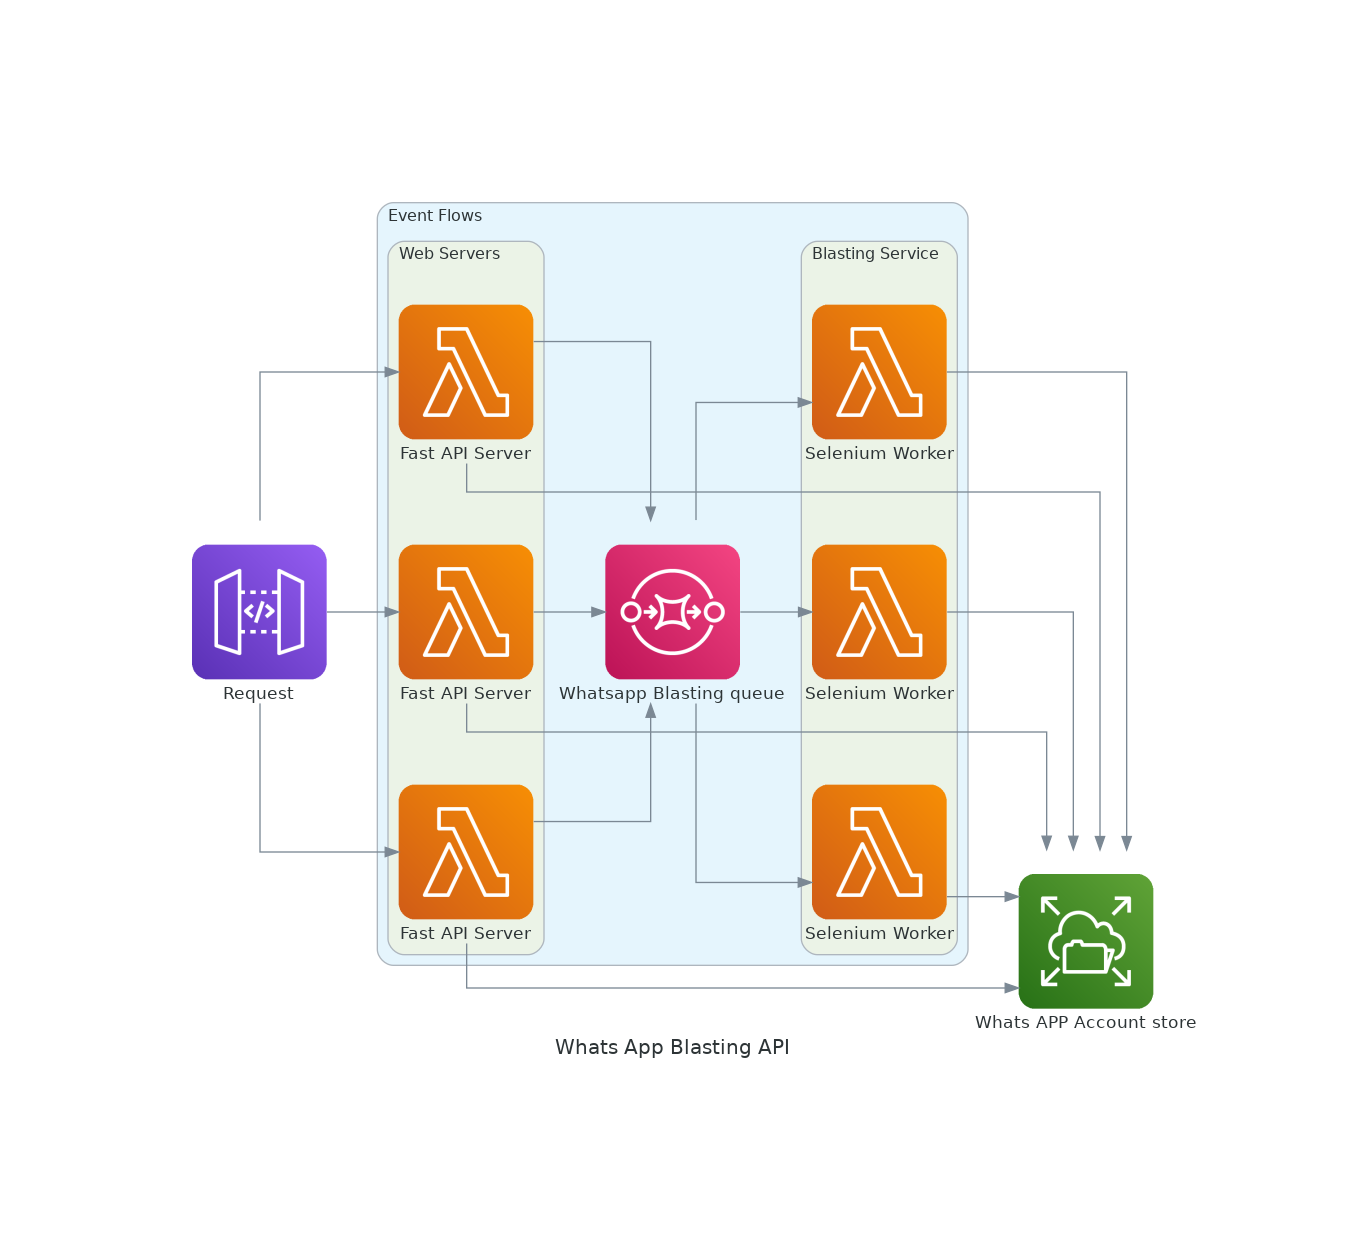 Event Flows
Web Servers
Blasting Service
Fast API Server
Selenium Worker
Request
Fast API Server
Whatsapp Blasting queue
Selenium Worker
Fast API Server
Selenium Worker
Whats APP Account store
Whats App Blasting API